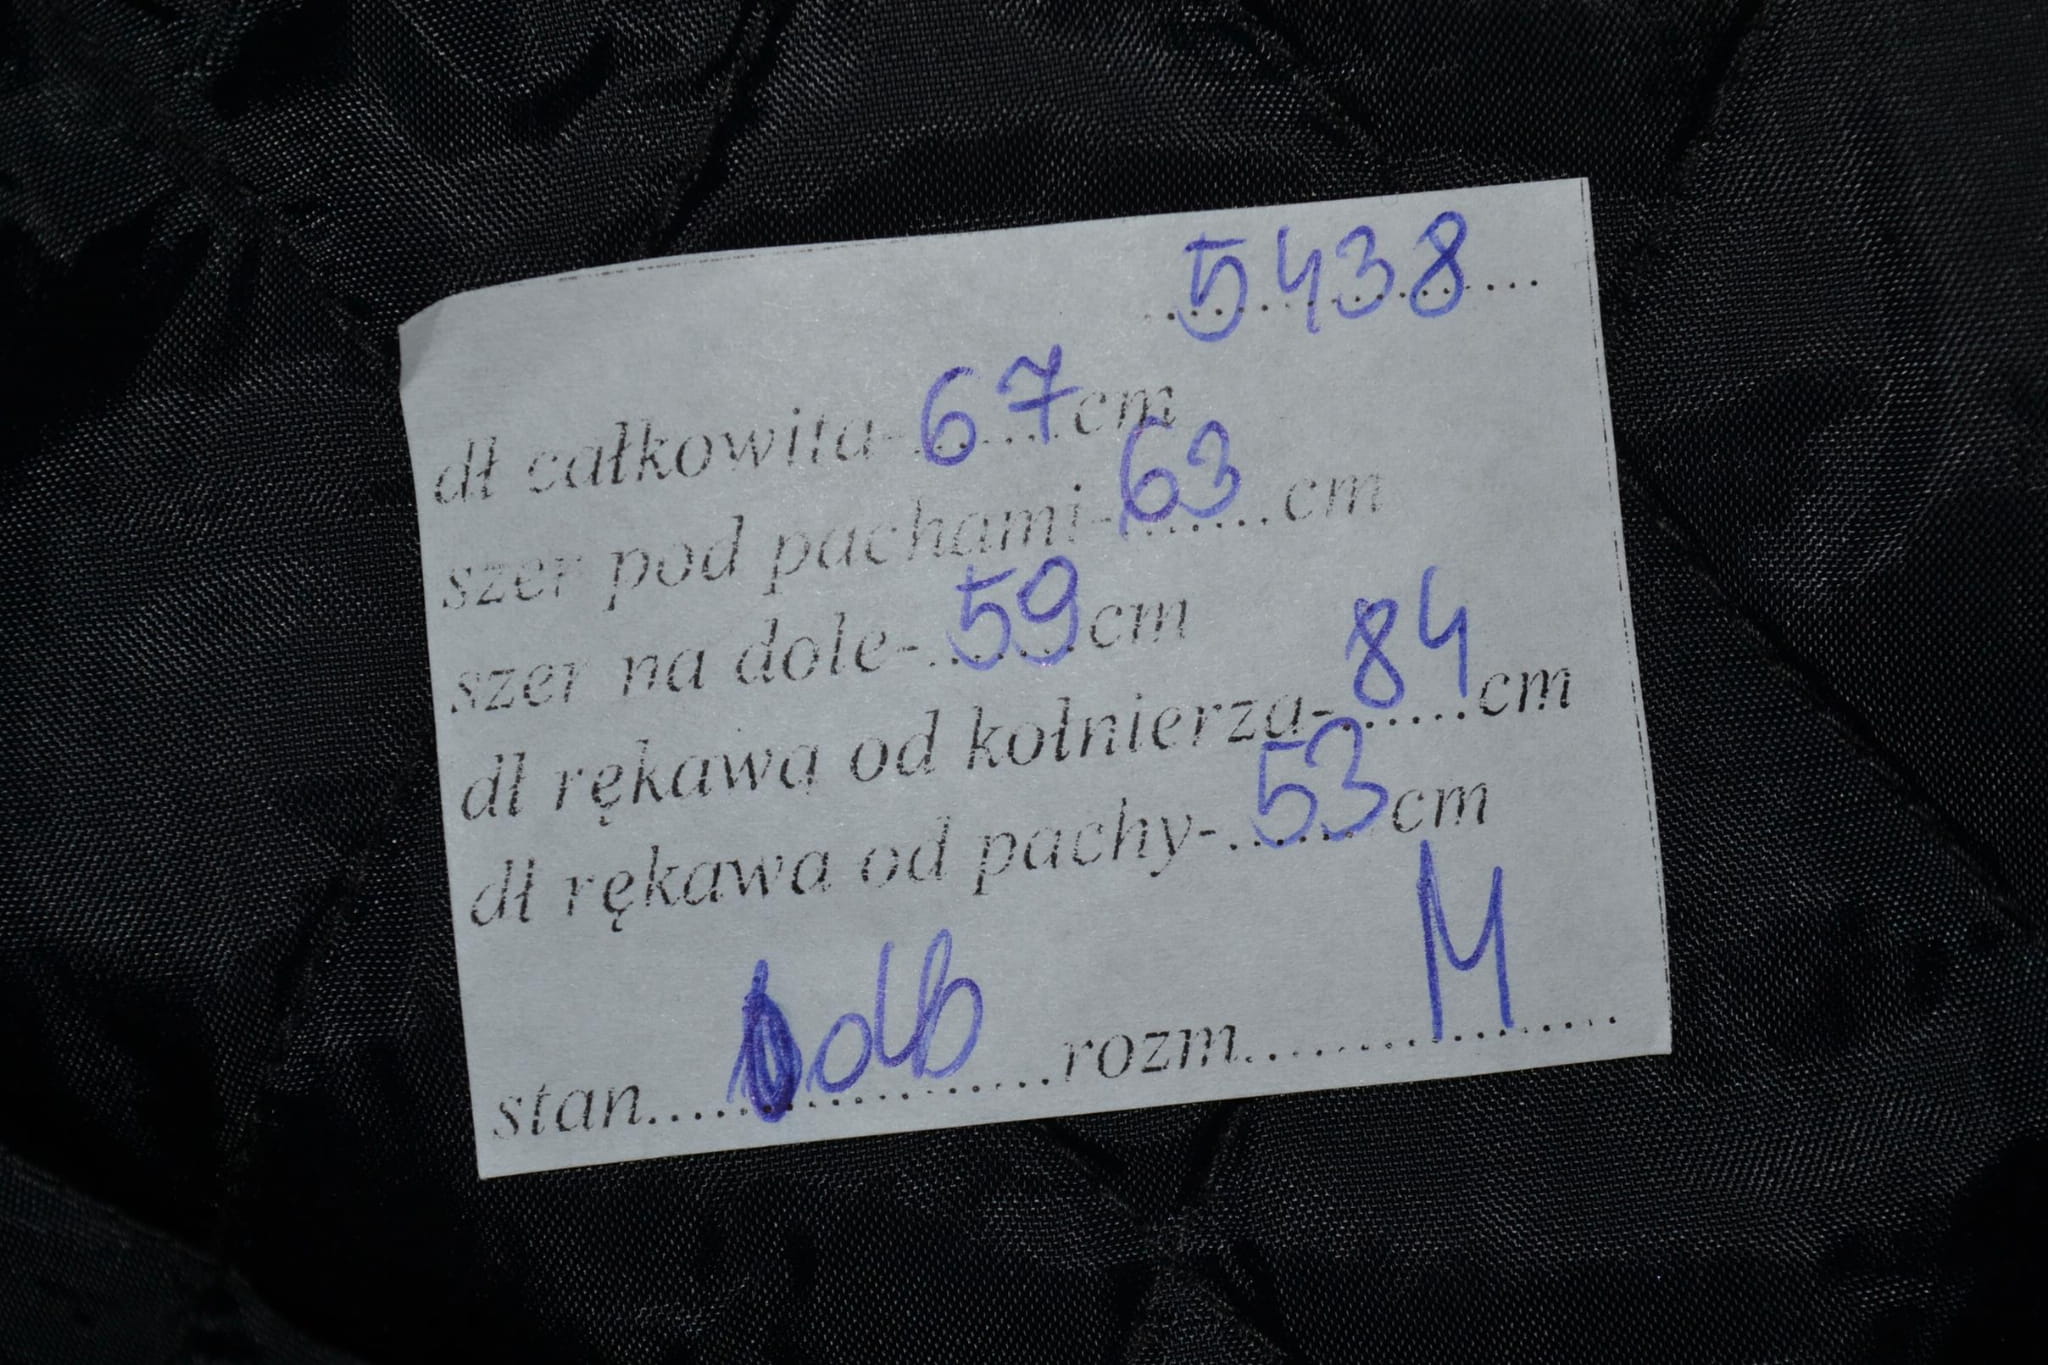 5438
dł całkowita-67cm
szer pod pachami-63cm
szer na dole-59cm
dł rękawa od kołnierza-84cm
dł rękawa od pachy-53cm
stan bdb rozm M